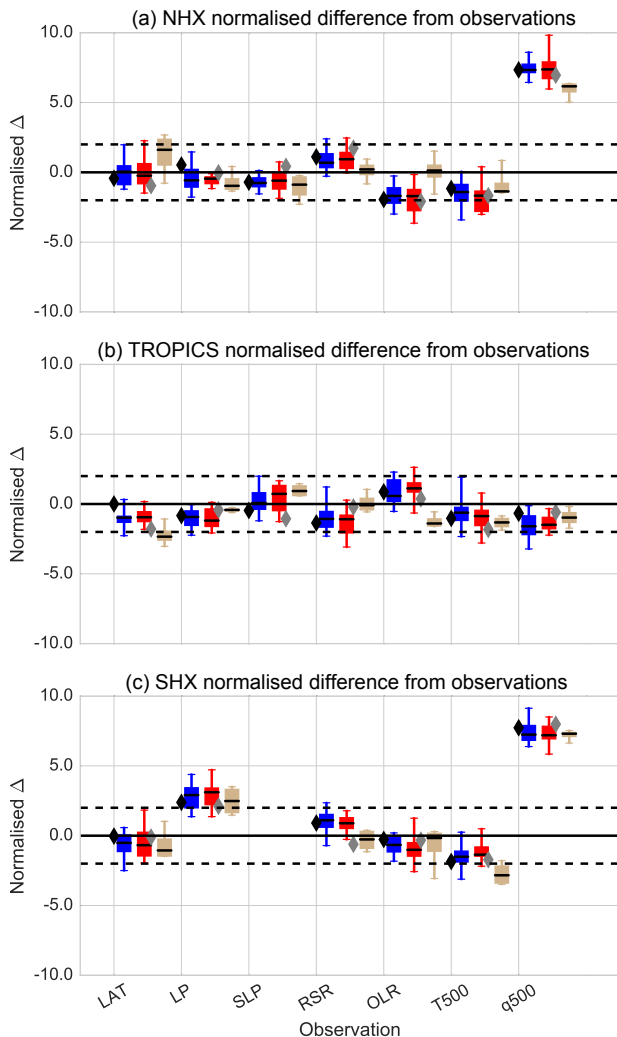 (a) NHX normalised difference from observations
10.0
5.0
0.0
-5.0
-10.0
Normalised Δ
(b) TROPICS normalised difference from observations
10.0
5.0
0.0
-5.0
-10.0
Normalised Δ
(c) SHX normalised difference from observations
10.0
5.0
0.0
-5.0
-10.0
Normalised Δ
LAT LP SLP RSR OLR T500 q500
Observation